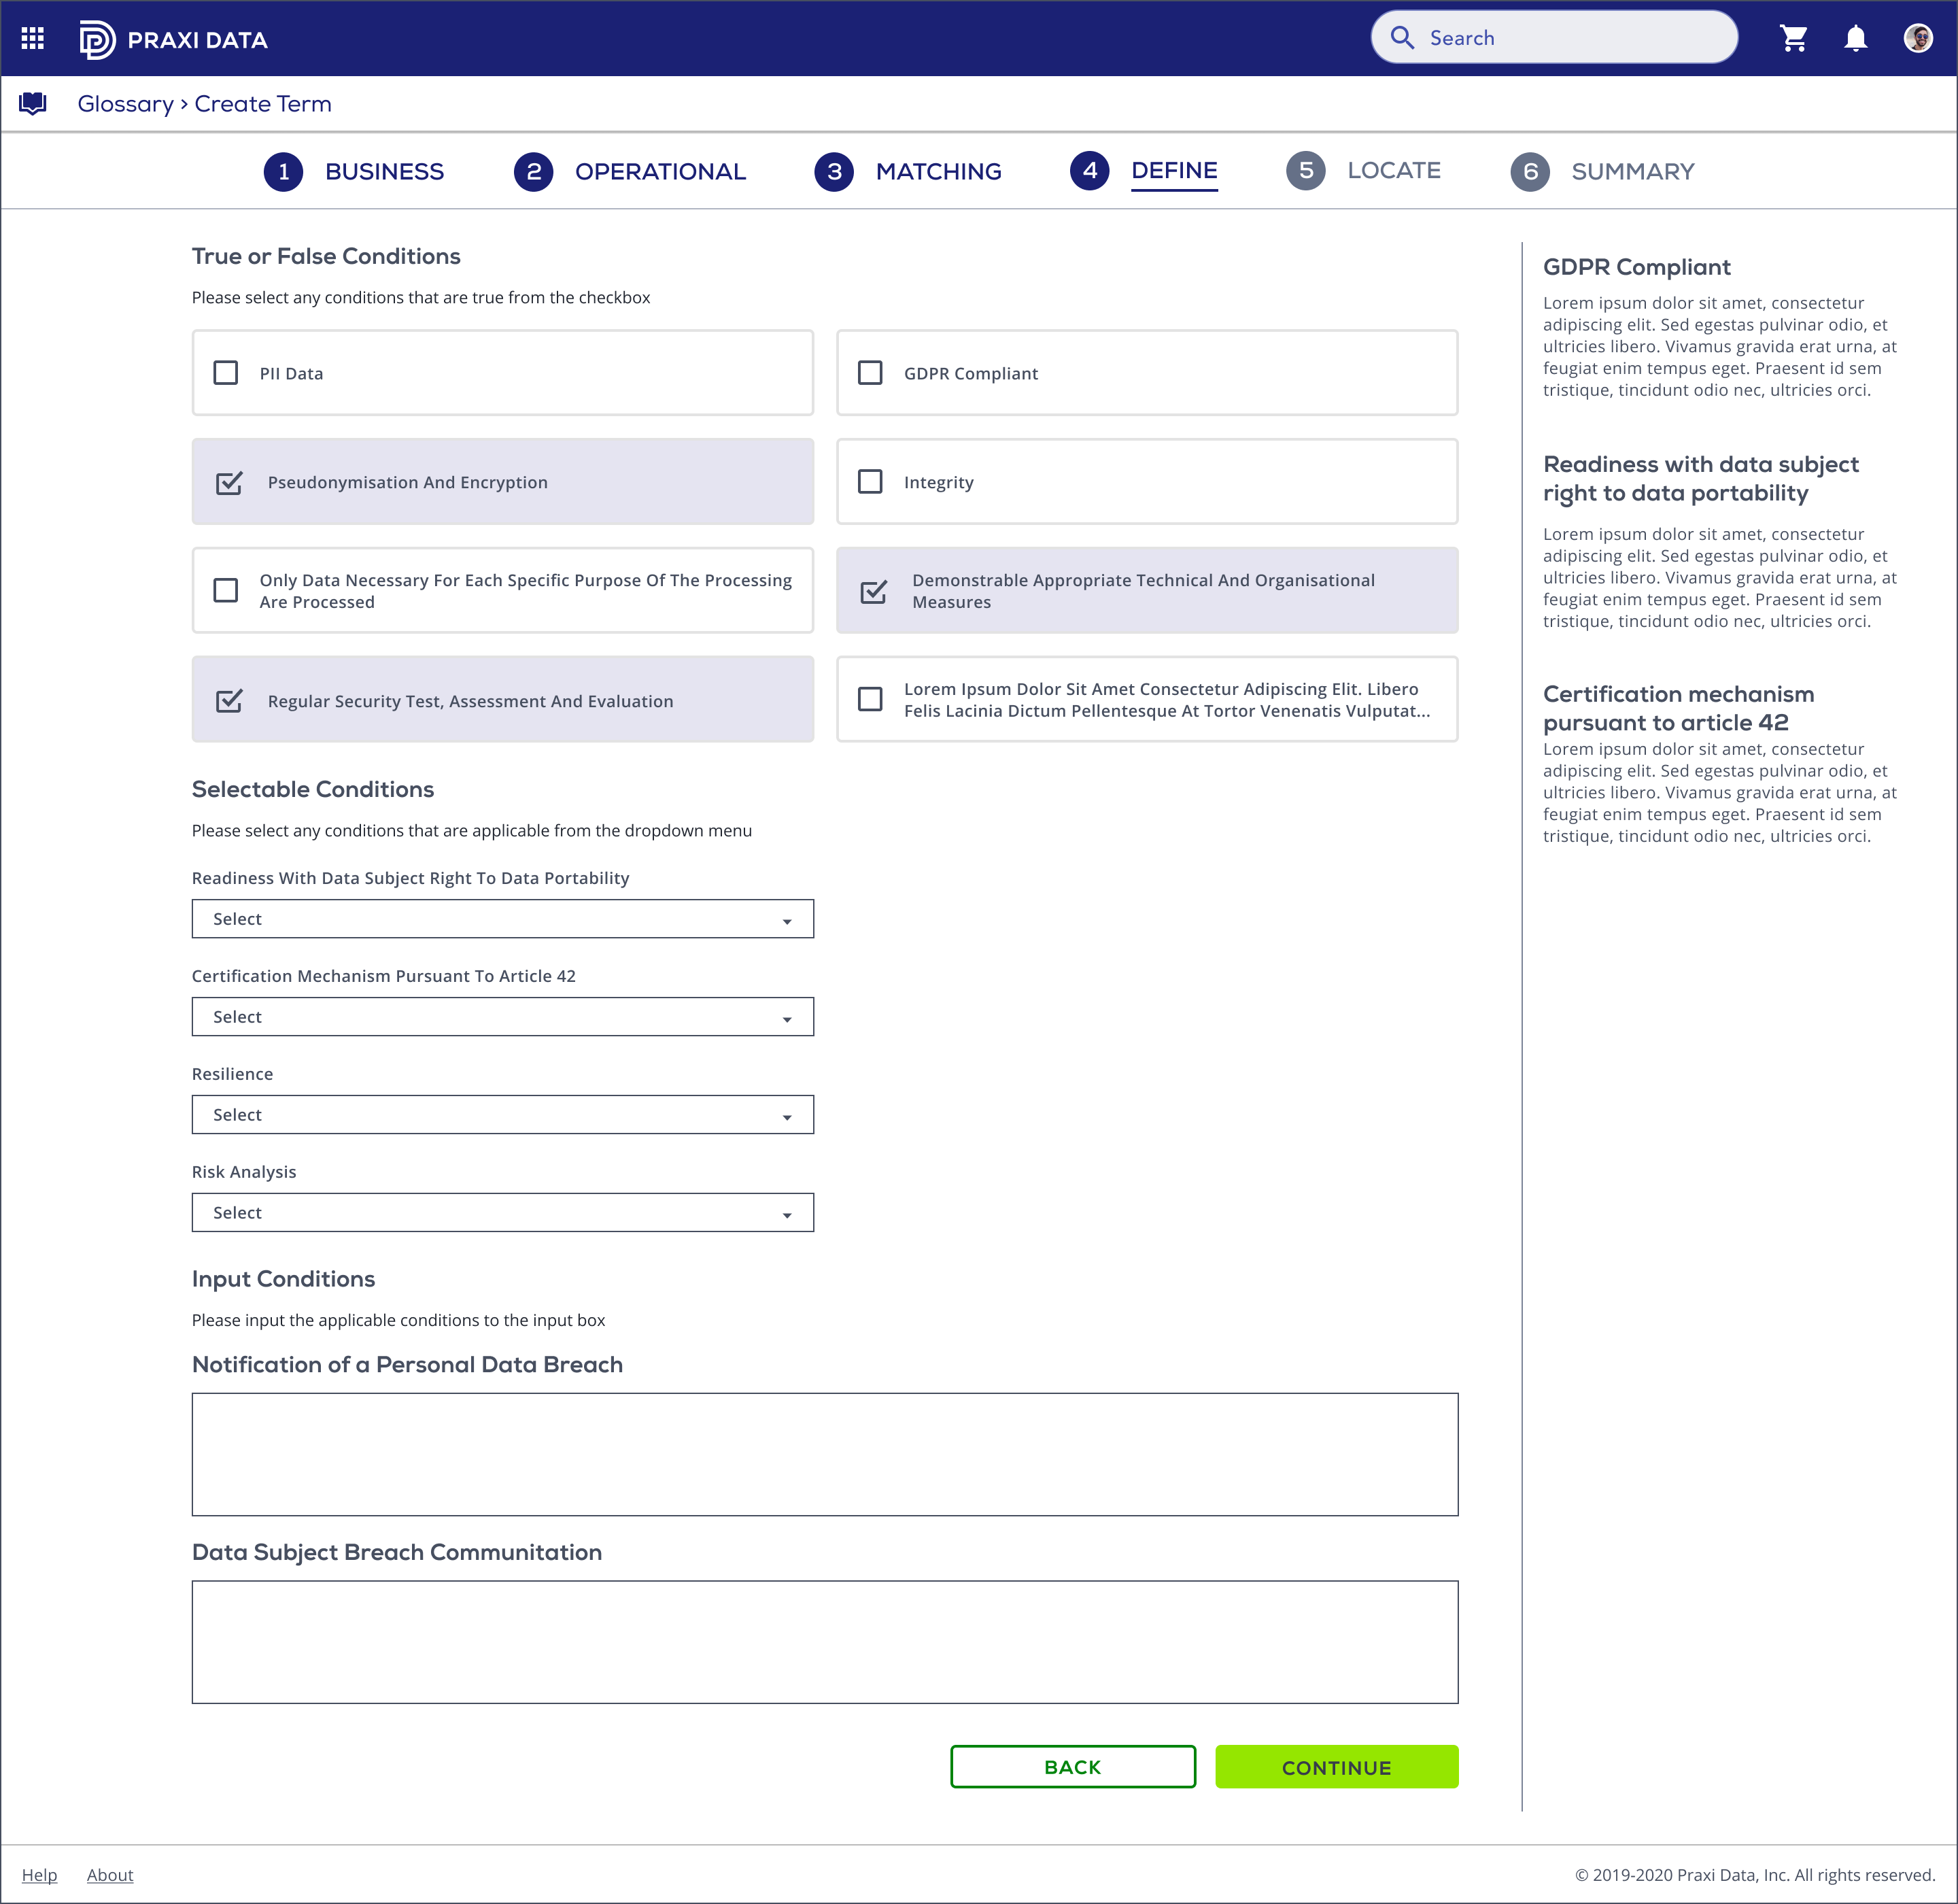 PRAXI DATA
Search
Glossary > Create Term
1 BUSINESS
2 OPERATIONAL
3 MATCHING
4 DEFINE
5 LOCATE
6 SUMMARY
True or False Conditions
Please select any conditions that are true from the checkbox
PII Data
GDPR Compliant
Pseudonymisation And Encryption
Integrity
Only Data Necessary For Each Specific Purpose Of The Processing
Are Processed
Demonstrable Appropriate Technical And Organisational
Measures
Regular Security Test, Assessment And Evaluation
Lorem Ipsum Dolor Sit Amet Consectetur Adipiscing Elit. Libero
Felis Lacinia Dictum Pellentesque At Tortor Venenatis Vulputat...
Selectable Conditions
Please select any conditions that are applicable from the dropdown menu
Readiness With Data Subject Right To Data Portability
Select
Certification Mechanism Pursuant To Article 42
Select
Resilience
Select
Risk Analysis
Select
Input Conditions
Please input the applicable conditions to the input box
Notification of a Personal Data Breach
Data Subject Breach Communitation
BACK
CONTINUE
GDPR Compliant
Lorem ipsum dolor sit amet, consectetur
adipiscing elit. Sed egestas pulvinar odio, et
ultricies libero. Vivamus gravida erat urna, at
feugiat enim tempus eget. Praesent id sem
tristique, tincidunt odio nec, ultricies orci.
Readiness with data subject
right to data portability
Lorem ipsum dolor sit amet, consectetur
adipiscing elit. Sed egestas pulvinar odio, et
ultricies libero. Vivamus gravida erat urna, at
feugiat enim tempus eget. Praesent id sem
tristique, tincidunt odio nec, ultricies orci.
Certification mechanism
pursuant to article 42
Lorem ipsum dolor sit amet, consectetur
adipiscing elit. Sed egestas pulvinar odio, et
ultricies libero. Vivamus gravida erat urna, at
feugiat enim tempus eget. Praesent id sem
tristique, tincidunt odio nec, ultricies orci.
Help
About
© 2019-2020 Praxi Data, Inc. All rights reserved.